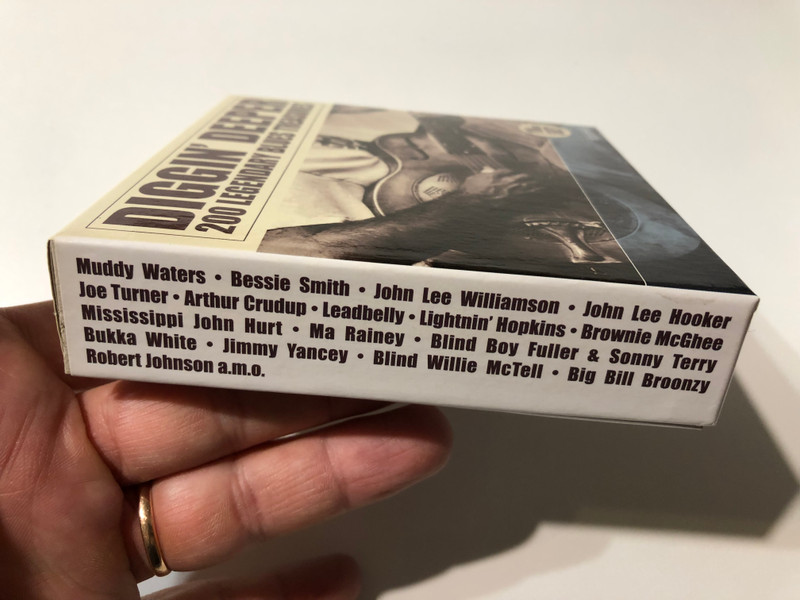 DIGGIN' DEEPER
200 LEGENDARY BLUES TREASURES
Muddy Waters • Bessie Smith • John Lee Williamson • John Lee Hooker
Joe Turner • Arthur Crudup • Leadbelly • Lightnin' Hopkins • Brownie McGhee
Mississippi John Hurt • Ma Rainey • Blind Boy Fuller & Sonny Terry
Bukka White • Jimmy Yancey • Blind Willie McTell • Big Bill Broonzy
Robert Johnson a.m.o.